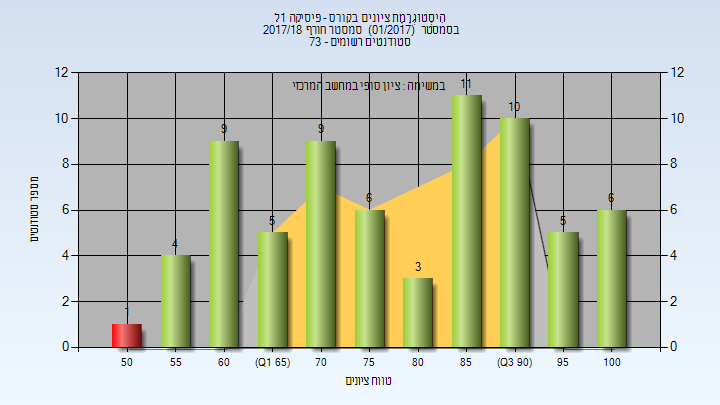 היסטוגרמת ציונים בקורס - פיסיקה 1ל
בסמסטר (01/2017) סמסטר חורף 2017/18
סטודנטים רשומים - 73
במשימה : ציון סופי במחשב המרכזי
מספר סטודנטים
12 10 8 6 4 2 0
1 4 9 5 9 6 3 11 10 5 6
12 10 8 6 4 2 0
50 55 60 (Q1 65) 70 75 80 85 (Q3 90) 95 100
טווח ציונים